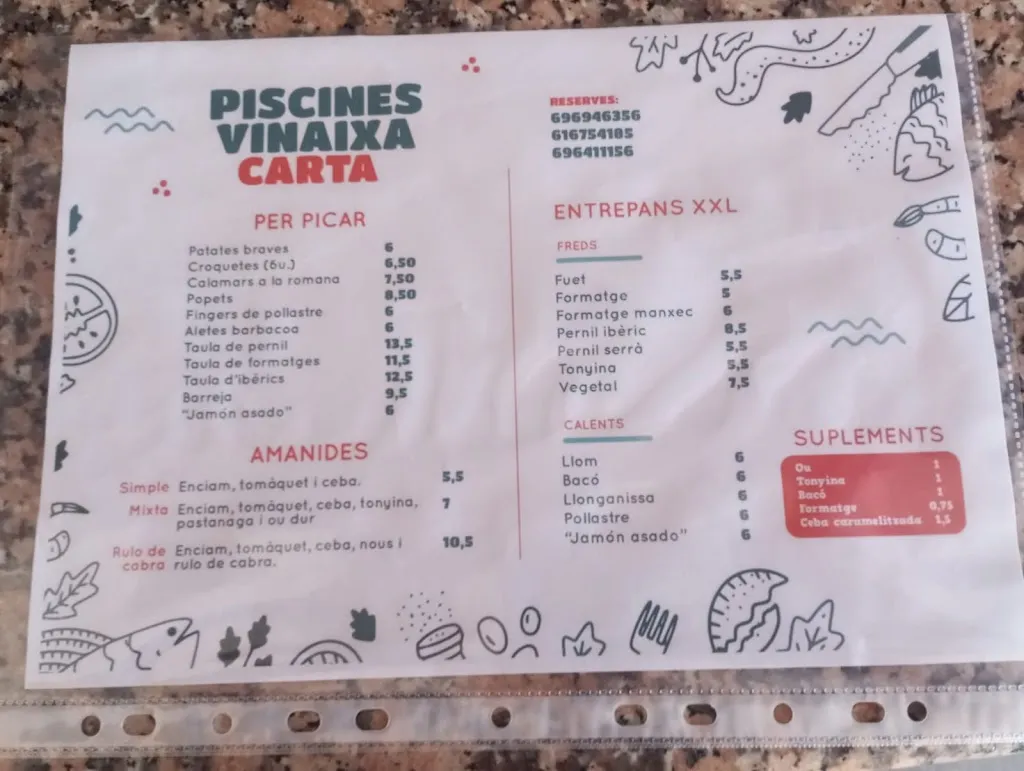 PISCINES
VINAIXA
CARTA
PER PICAR
Patates braves 6
Croquetes (6u.) 6,50
Calamars a la romana 7,50
Popets 8,50
Fingers de pollastre 6
Aletes barbacoa 6
Taula de pernil 13,5
Taula de formatges 11,5
Taula d'ibèrics 12,5
Barreja 9,5
"Jamón asado" 6
AMANIDES
Simple Enciam, tomàquet i ceba. 5,5
Mixta Enciam, tomàquet, ceba, tonyina, 7
pastanaga i ou dur
Rulo de Enciam, tomàquet, ceba, nous i 10,5
cabra rulo de cabra.
RESERVES:
696946356
616754185
696411156
ENTREPANS XXL
FREDS
Fuet 5,5
Formatge 5
Formatge manxec 6
Pernil ibèric 8,5
Pernil serrà 5,5
Tonyina 5,5
Vegetal 7,5
CALENTS
Llom 6
Bacó 6
Llonganissa 6
Pollastre 6
"Jamón asado" 6
SUPLEMENTS
Ou 1
Tonyina 1
Bacó 1
Formatge 0,75
Ceba caramelitzada 1,5